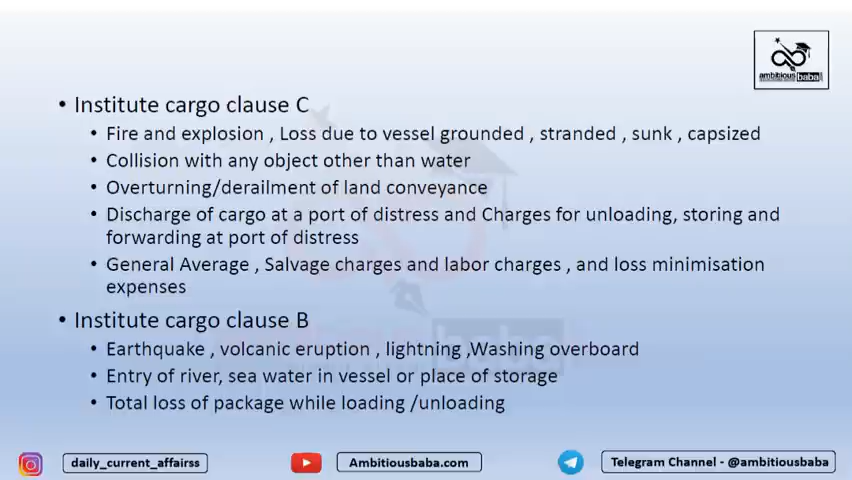 ambitiousbaba
• Institute cargo clause C
• Fire and explosion , Loss due to vessel grounded , stranded , sunk , capsized
• Collision with any object other than water
• Overturning/derailment of land conveyance
• Discharge of cargo at a port of distress and Charges for unloading, storing and
forwarding at port of distress
• General Average , Salvage charges and labor charges , and loss minimisation
expenses
• Institute cargo clause B
• Earthquake , volcanic eruption , lightning ,Washing overboard
• Entry of river, sea water in vessel or place of storage
• Total loss of package while loading /unloading
daily_current_affairss
Ambitiousbaba.com
Telegram Channel - @ambitiousbaba